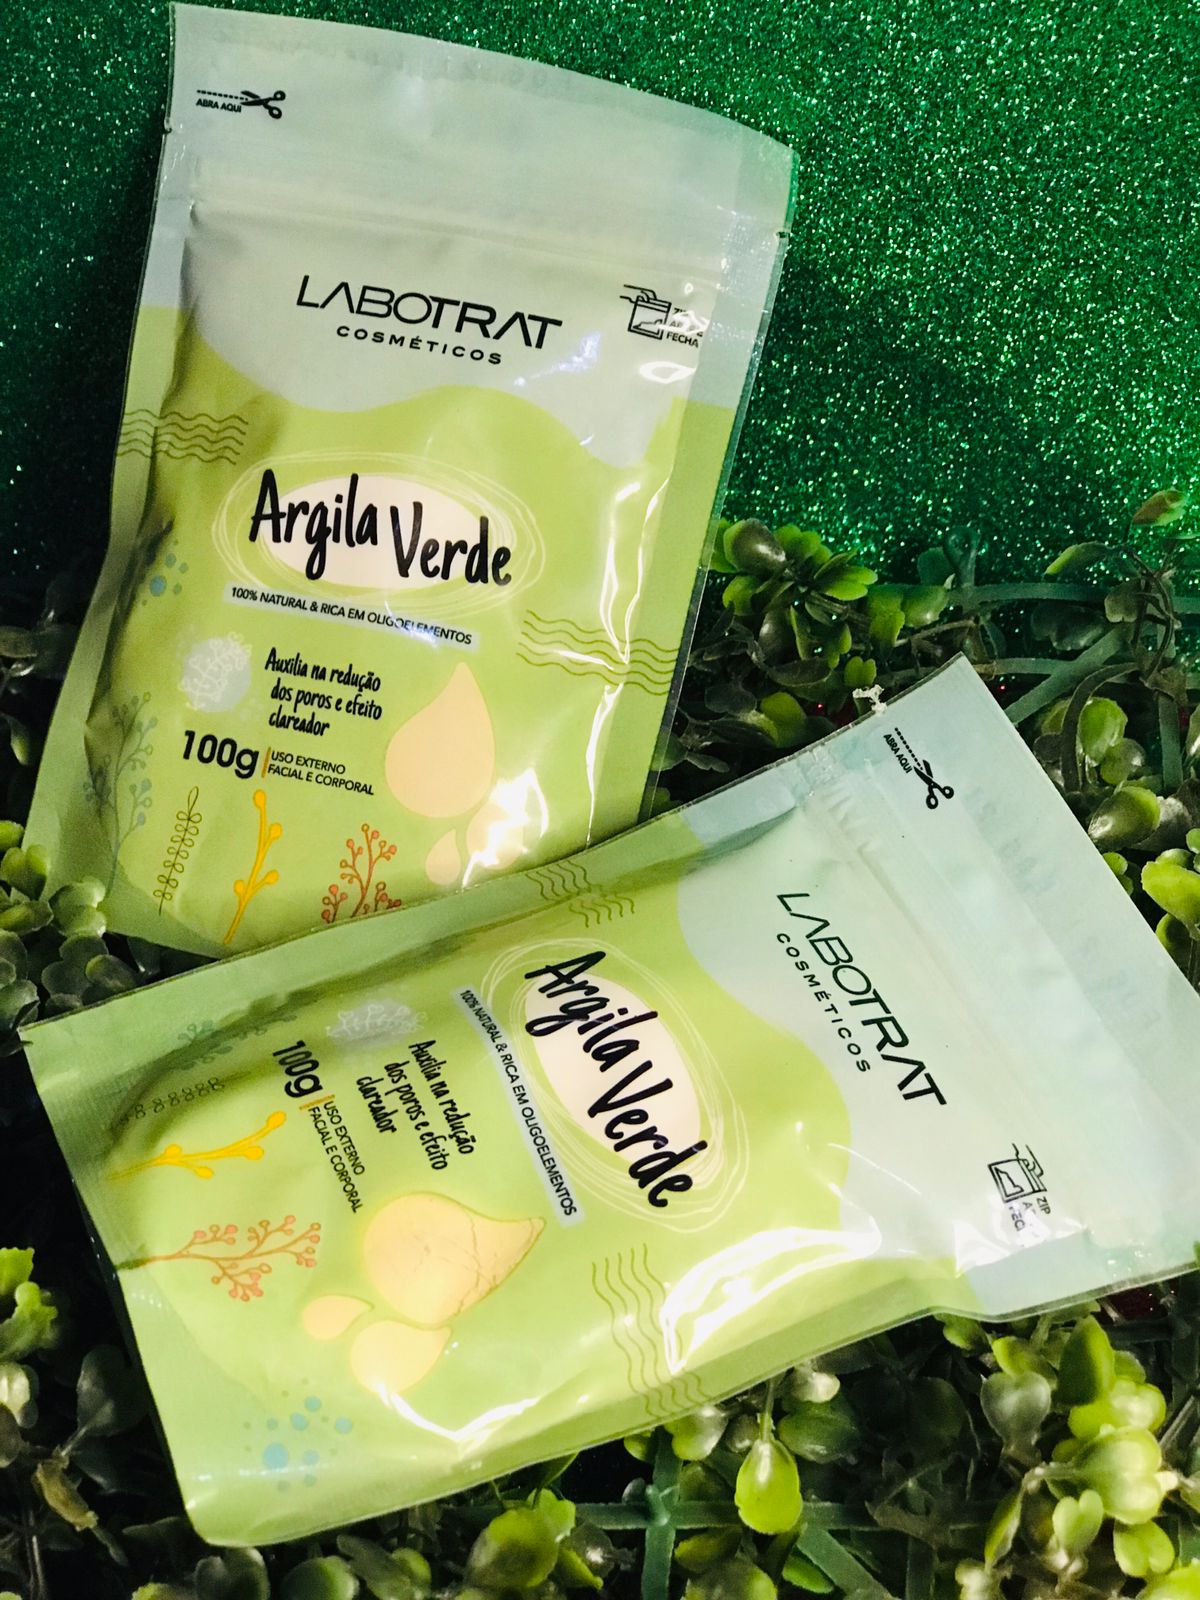 ABRA AQUI
LABOTRAT
COSMÉTICOS
FECHA
Argila Verde
100% NATURAL & RICA EM OLIGOELEMENTOS
Auxilia na redução
dos poros e efeito
clareador
100g
USO EXTERNO
FACIAL E CORPORAL
ABRA AQUI
LABOTRAT
COSMÉTICOS
ZIP
Argila Verde
100% NATURAL & RICA EM OLIGOELEMENTOS
Auxilia na redução
dos poros e efeito
clareador
100g
USO EXTERNO
FACIAL E CORPORAL